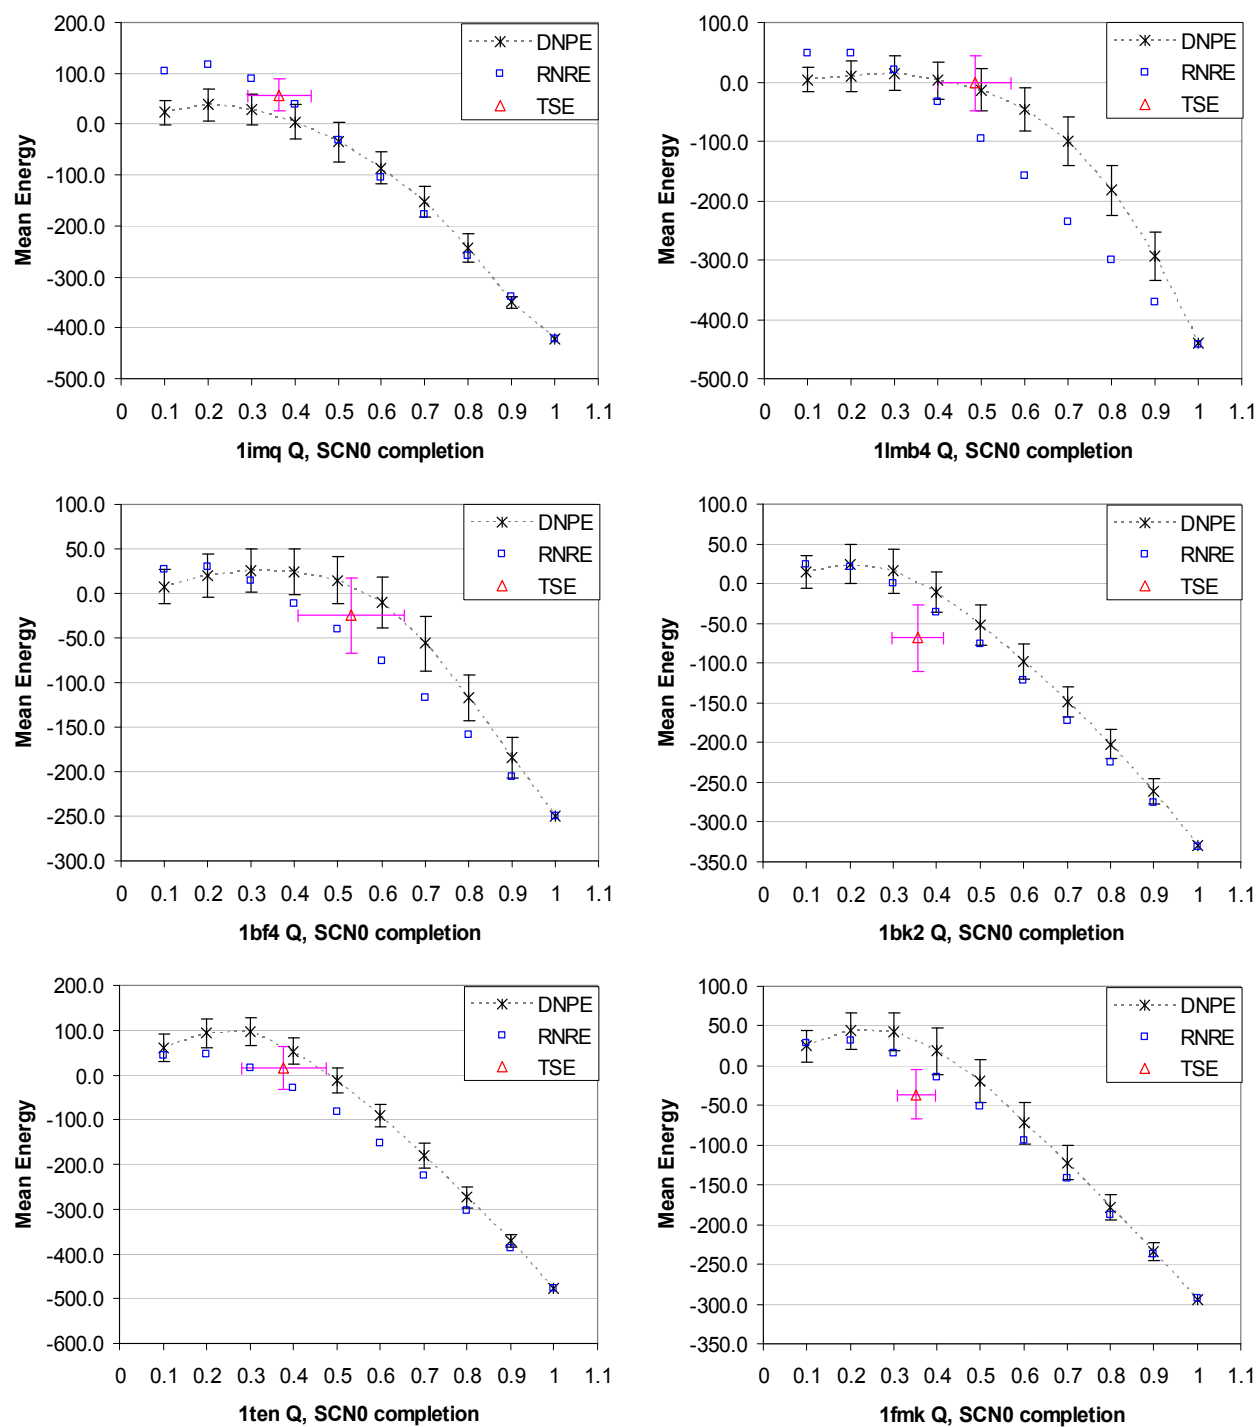 200.0
100.0
0.0
-100.0
-200.0
-300.0
-400.0
-500.0
Mean Energy
DNPE
RNRE
TSE
0 0.1 0.2 0.3 0.4 0.5 0.6 0.7 0.8 0.9 1 1.1
1imq Q, SCN0 completion
100.0
0.0
-100.0
-200.0
-300.0
-400.0
-500.0
Mean Energy
DNPE
RNRE
TSE
0 0.1 0.2 0.3 0.4 0.5 0.6 0.7 0.8 0.9 1 1.1
1lmb4 Q, SCN0 completion
100.0
50.0
0.0
-50.0
-100.0
-150.0
-200.0
-250.0
-300.0
Mean Energy
DNPE
RNRE
TSE
0 0.1 0.2 0.3 0.4 0.5 0.6 0.7 0.8 0.9 1 1.1
1bf4 Q, SCN0 completion
100.0
50.0
0.0
-50.0
-100.0
-150.0
-200.0
-250.0
-300.0
-350.0
Mean Energy
DNPE
RNRE
TSE
0 0.1 0.2 0.3 0.4 0.5 0.6 0.7 0.8 0.9 1 1.1
1bk2 Q, SCN0 completion
200.0
100.0
0.0
-100.0
-200.0
-300.0
-400.0
-500.0
-600.0
Mean Energy
DNPE
RNRE
TSE
0 0.1 0.2 0.3 0.4 0.5 0.6 0.7 0.8 0.9 1 1.1
1ten Q, SCN0 completion
100.0
50.0
0.0
-50.0
-100.0
-150.0
-200.0
-250.0
-300.0
-350.0
Mean Energy
DNPE
RNRE
TSE
0 0.1 0.2 0.3 0.4 0.5 0.6 0.7 0.8 0.9 1 1.1
1fmk Q, SCN0 completion